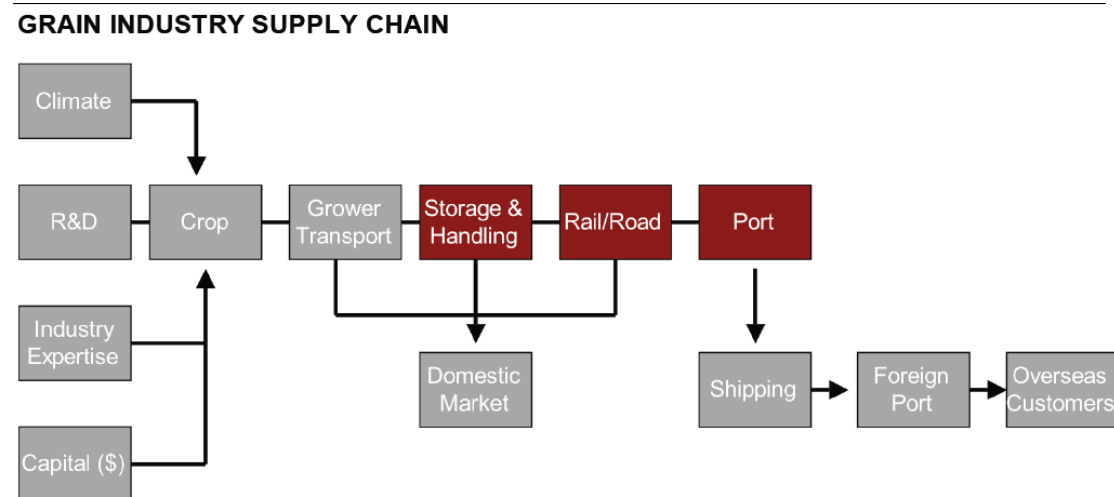 GRAIN INDUSTRY SUPPLY CHAIN
Climate
R&D
Crop
Grower
Transport
Storage &
Handling
Rail/Road
Port
Industry
Expertise
Domestic
Market
Shipping
Foreign
Port
Overseas
Customers
Capital ($)